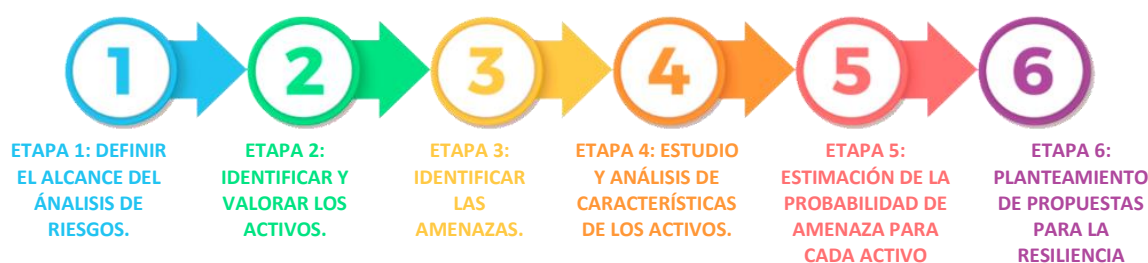 1
2
3
4
5
6
ETAPA 1: DEFINIR
EL ALCANCE DEL
ÁNALISIS DE
RIESGOS.
ETAPA 2:
IDENTIFICAR Y
VALORAR LOS
ACTIVOS.
ETAPA 3:
IDENTIFICAR
LAS
AMENAZAS.
ETAPA 4: ESTUDIO
Y ANÁLISIS DE
CARACTERÍSTICAS
DE LOS ACTIVOS.
ETAPA 5:
ESTIMACIÓN DE LA
PROBABILIDAD DE
AMENAZA PARA
CADA ACTIVO
ETAPA 6:
PLANTEAMIENTO
DE PROPUESTAS
PARA LA
RESILIENCIA